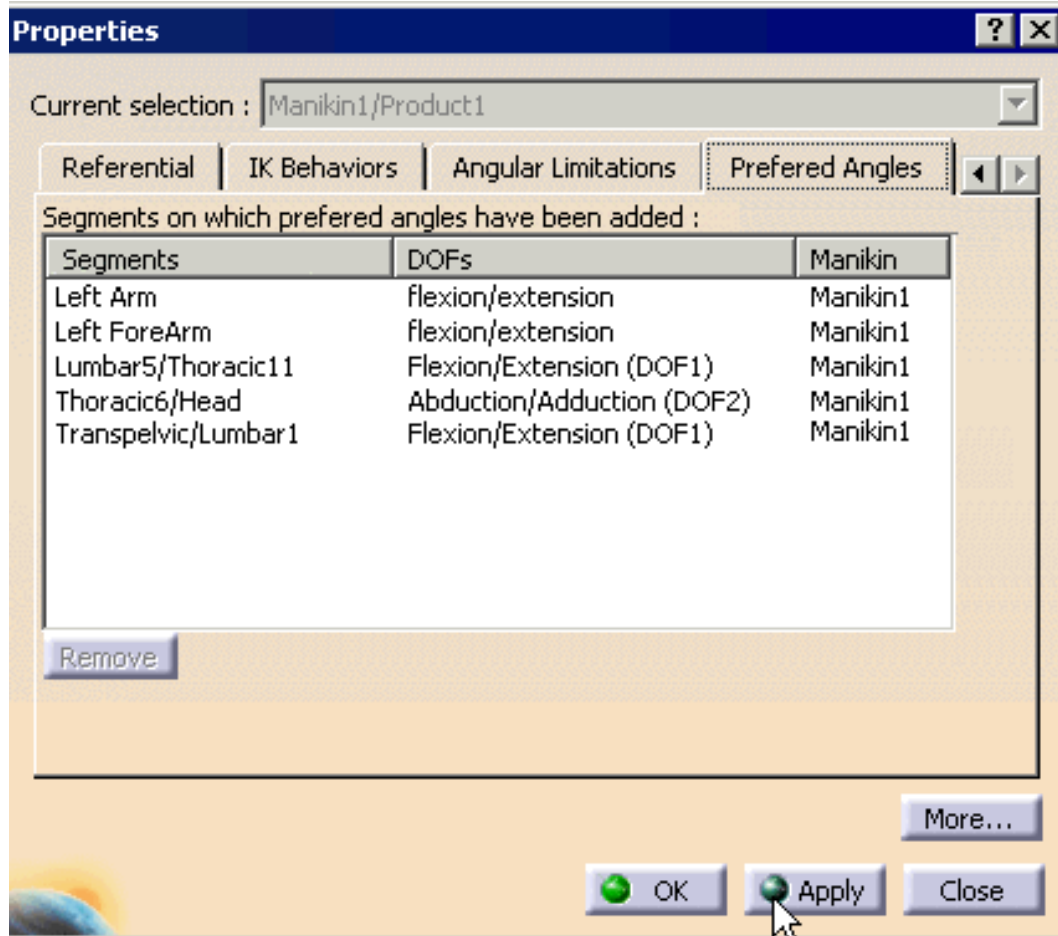 Properties
Current selection : Manikin1/Product1
Referential IK Behaviors Angular Limitations Prefered Angles
Segments on which prefered angles have been added :
Segments DOFs Manikin
Left Arm flexion/extension Manikin1
Left ForeArm flexion/extension Manikin1
Lumbar5/Thoracic11 Flexion/Extension (DOF1) Manikin1
Thoracic6/Head Abduction/Adduction (DOF2) Manikin1
Transpelvic/Lumbar1 Flexion/Extension (DOF1) Manikin1
Remove
More...
OK Apply Close